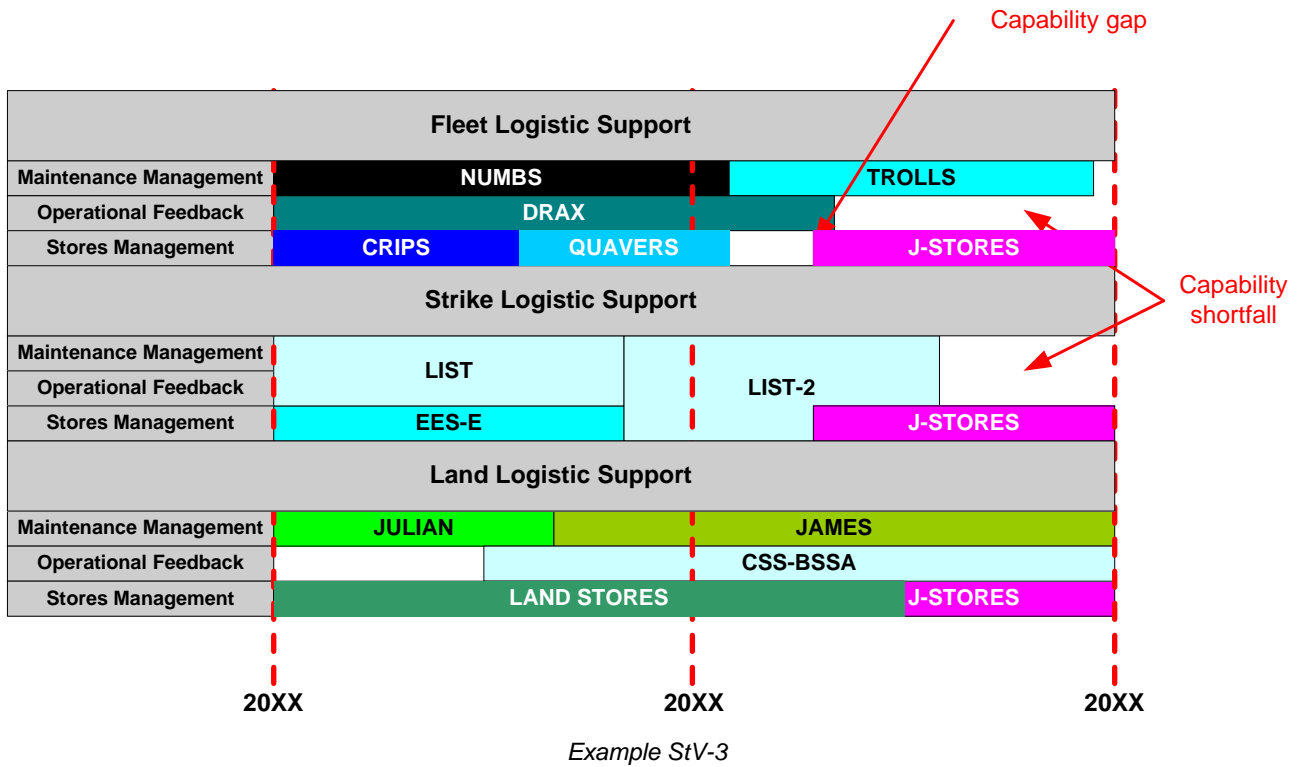 Capability gap
Fleet Logistic Support
Maintenance Management NUMBS TROLLS
Operational Feedback DRAX
Stores Management CRIPS QUAVERS J-STORES
Strike Logistic Support
Capability
shortfall
Maintenance Management
LIST
Operational Feedback
LIST-2
Stores Management EES-E J-STORES
Land Logistic Support
Maintenance Management JULIAN JAMES
Operational Feedback CSS-BSSA
Stores Management LAND STORES J-STORES
20XX 20XX 20XX
Example StV-3